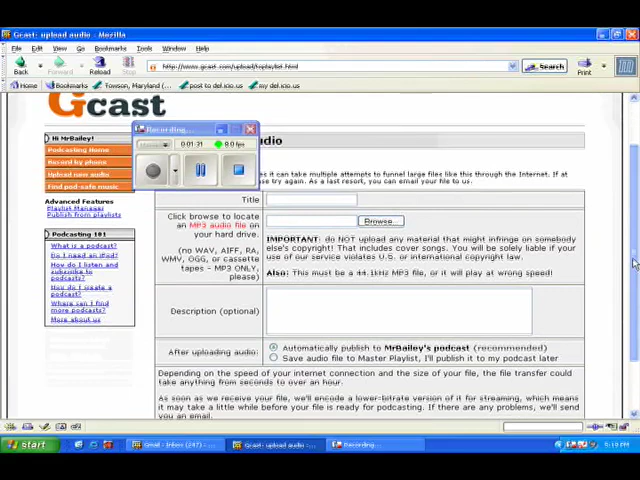 Gcast- upload audio - Mozilla
File Edit View Go Bookmarks Tools Window Help
Back Forward Reload Stop http://www.gcast.com/upload/toplaylist.html Search Print
Home Bookmarks Towson, Maryland (1... post to del.icio.us my del.icio.us
Gcast
Hi MrBailey!
Podcasting Home
Record by phone
Upload new audio
Find pod-safe music
Advanced Features:
Playlist Manager
Publish from playlists
Podcasting 101
What is a podcast?
Do I need an iPod?
How do I listen and
subscribe to
podcasts?
How do I create a
podcast?
Where can I find
more podcasts?
More about us
Recording...
0:01:31 8.0 fps
dio
es it can take multiple attempts to funnel large files like this through the Internet. If at
se try again. As a last resort, you can email your file to us.
Title
Click browse to locate
an MP3 audio file on
your hard drive.
(no WAV, AIFF, RA,
WMV, OGG, or cassette
tapes - MP3 ONLY,
please)
Browse...
IMPORTANT: do NOT upload any material that might infringe on somebody
else's copyright! That includes cover songs. You will be solely liable if your
use of our service violates U.S. or international copyright law.
Also: This must be a 44.1kHz MP3 file, or it will play at wrong speed!
Description (optional)
After uploading audio:
Automatically publish to MrBailey's podcast (recommended)
Save audio file to Master Playlist, I'll publish it to my podcast later
Depending on the speed of your internet connection and the size of your file, the file transfer could
take anything from seconds to over an hour.
As soon as we receive your file, we'll encode a lower-bitrate version of it for streaming, which means
it may take a little while before your file is ready for podcasting. If there are any problems, we'll send
you an email.
start Gmail - Inbox (247) -... Gcast- upload audio -... Recording... 5:19 PM